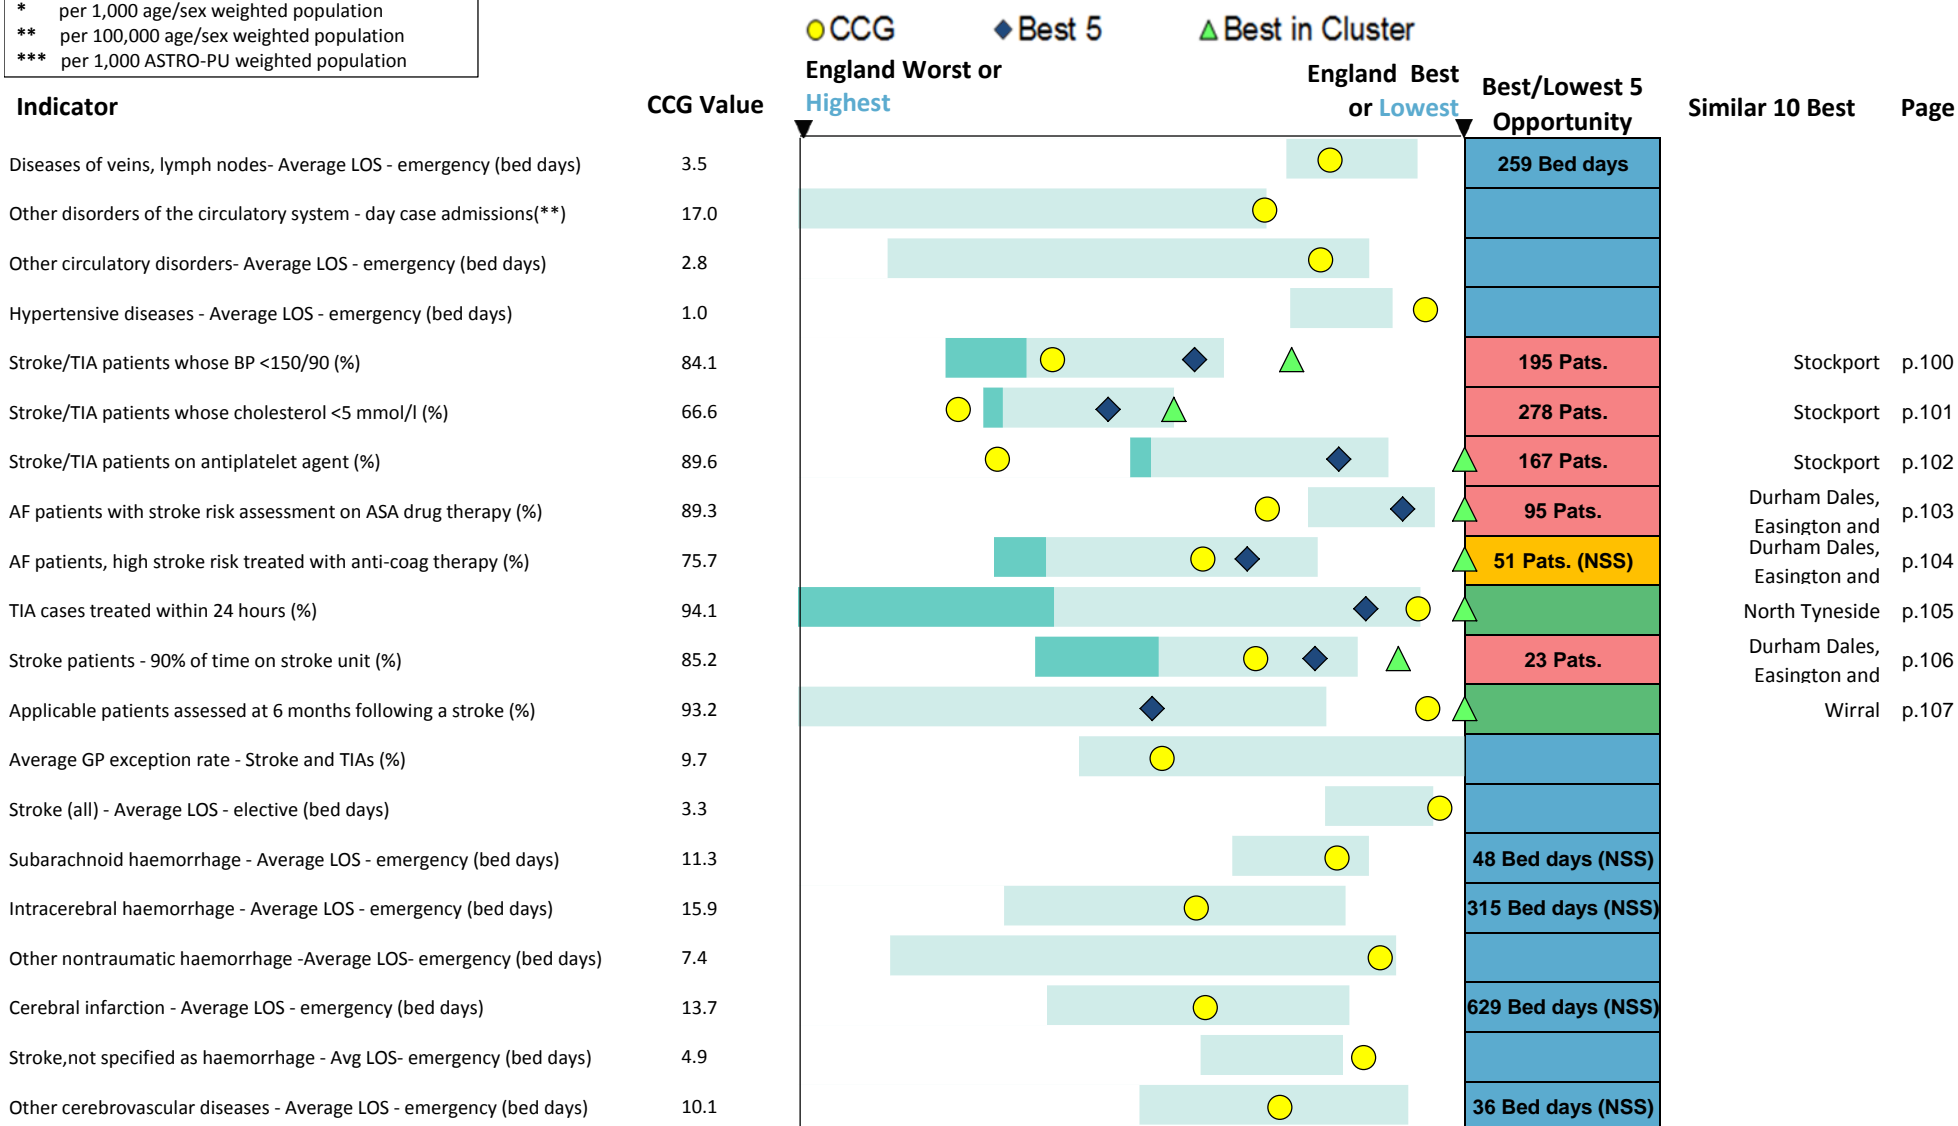 * per 1,000 age/sex weighted population
** per 100,000 age/sex weighted population
*** per 1,000 ASTRO-PU weighted population
CCG Best 5 Best in Cluster
England Worst or Highest
England Best or Lowest
Indicator CCG Value Best/Lowest 5 Opportunity Similar 10 Best Page
Diseases of veins, lymph nodes- Average LOS - emergency (bed days) 3.5 259 Bed days
Other disorders of the circulatory system - day case admissions(**) 17.0
Other circulatory disorders- Average LOS - emergency (bed days) 2.8
Hypertensive diseases - Average LOS - emergency (bed days) 1.0
Stroke/TIA patients whose BP <150/90 (%) 84.1 195 Pats. Stockport p.100
Stroke/TIA patients whose cholesterol <5 mmol/l (%) 66.6 278 Pats. Stockport p.101
Stroke/TIA patients on antiplatelet agent (%) 89.6 167 Pats. Stockport p.102
AF patients with stroke risk assessment on ASA drug therapy (%) 89.3 95 Pats. Durham Dales, Easington and p.103
AF patients, high stroke risk treated with anti-coag therapy (%) 75.7 51 Pats. (NSS) Durham Dales, Easington and p.104
TIA cases treated within 24 hours (%) 94.1 North Tyneside p.105
Stroke patients - 90% of time on stroke unit (%) 85.2 23 Pats. Durham Dales, Easington and p.106
Applicable patients assessed at 6 months following a stroke (%) 93.2 Wirral p.107
Average GP exception rate - Stroke and TIAs (%) 9.7
Stroke (all) - Average LOS - elective (bed days) 3.3
Subarachnoid haemorrhage - Average LOS - emergency (bed days) 11.3 48 Bed days (NSS)
Intracerebral haemorrhage - Average LOS - emergency (bed days) 15.9 315 Bed days (NSS)
Other nontraumatic haemorrhage -Average LOS- emergency (bed days) 7.4
Cerebral infarction - Average LOS - emergency (bed days) 13.7 629 Bed days (NSS)
Stroke,not specified as haemorrhage - Avg LOS- emergency (bed days) 4.9
Other cerebrovascular diseases - Average LOS - emergency (bed days) 10.1 36 Bed days (NSS)